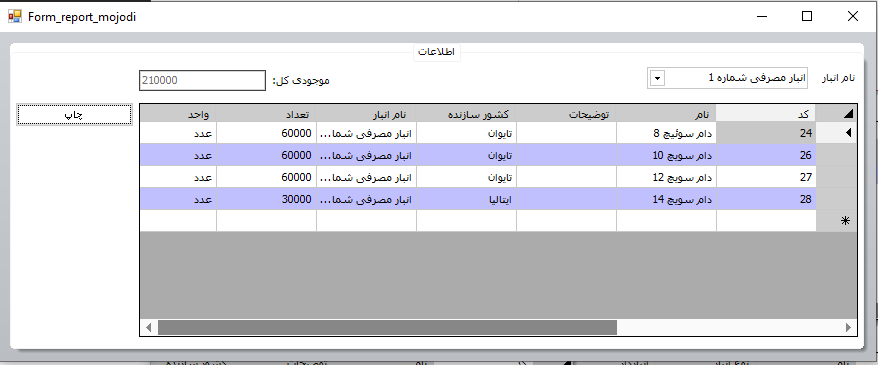 Form_report_mojodi
اطلاعات
نام انبار انبار مصرفی شماره 1 موجودی کل: 210000
چاپ
کد نام توضیحات کشور سازنده نام انبار تعداد واحد
24 دام سوئیچ 8 تایوان انبار مصرفی شما... 60000 عدد
26 دام سویچ 10 تایوان انبار مصرفی شما... 60000 عدد
27 دام سویچ 12 تایوان انبار مصرفی شما... 60000 عدد
28 دام سویچ 14 ایتالیا انبار مصرفی شما... 30000 عدد